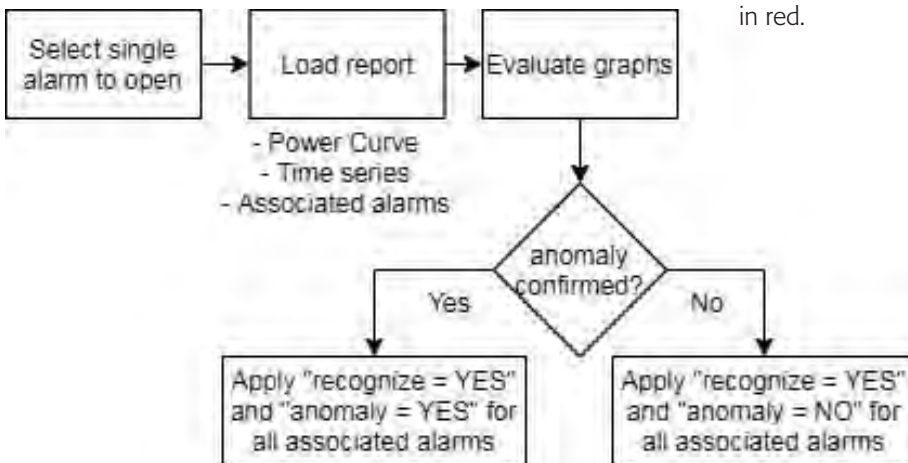 in red.
Select single
alarm to open
Load report
Evaluate graphs
- Power Curve
- Time series
- Associated alarms
anomaly
confirmed?
Yes
No
Apply "recognize = YES"
and "anomaly = YES" for
all associated alarms
Apply "recognize = YES"
and "anomaly = NO" for
all associated alarms